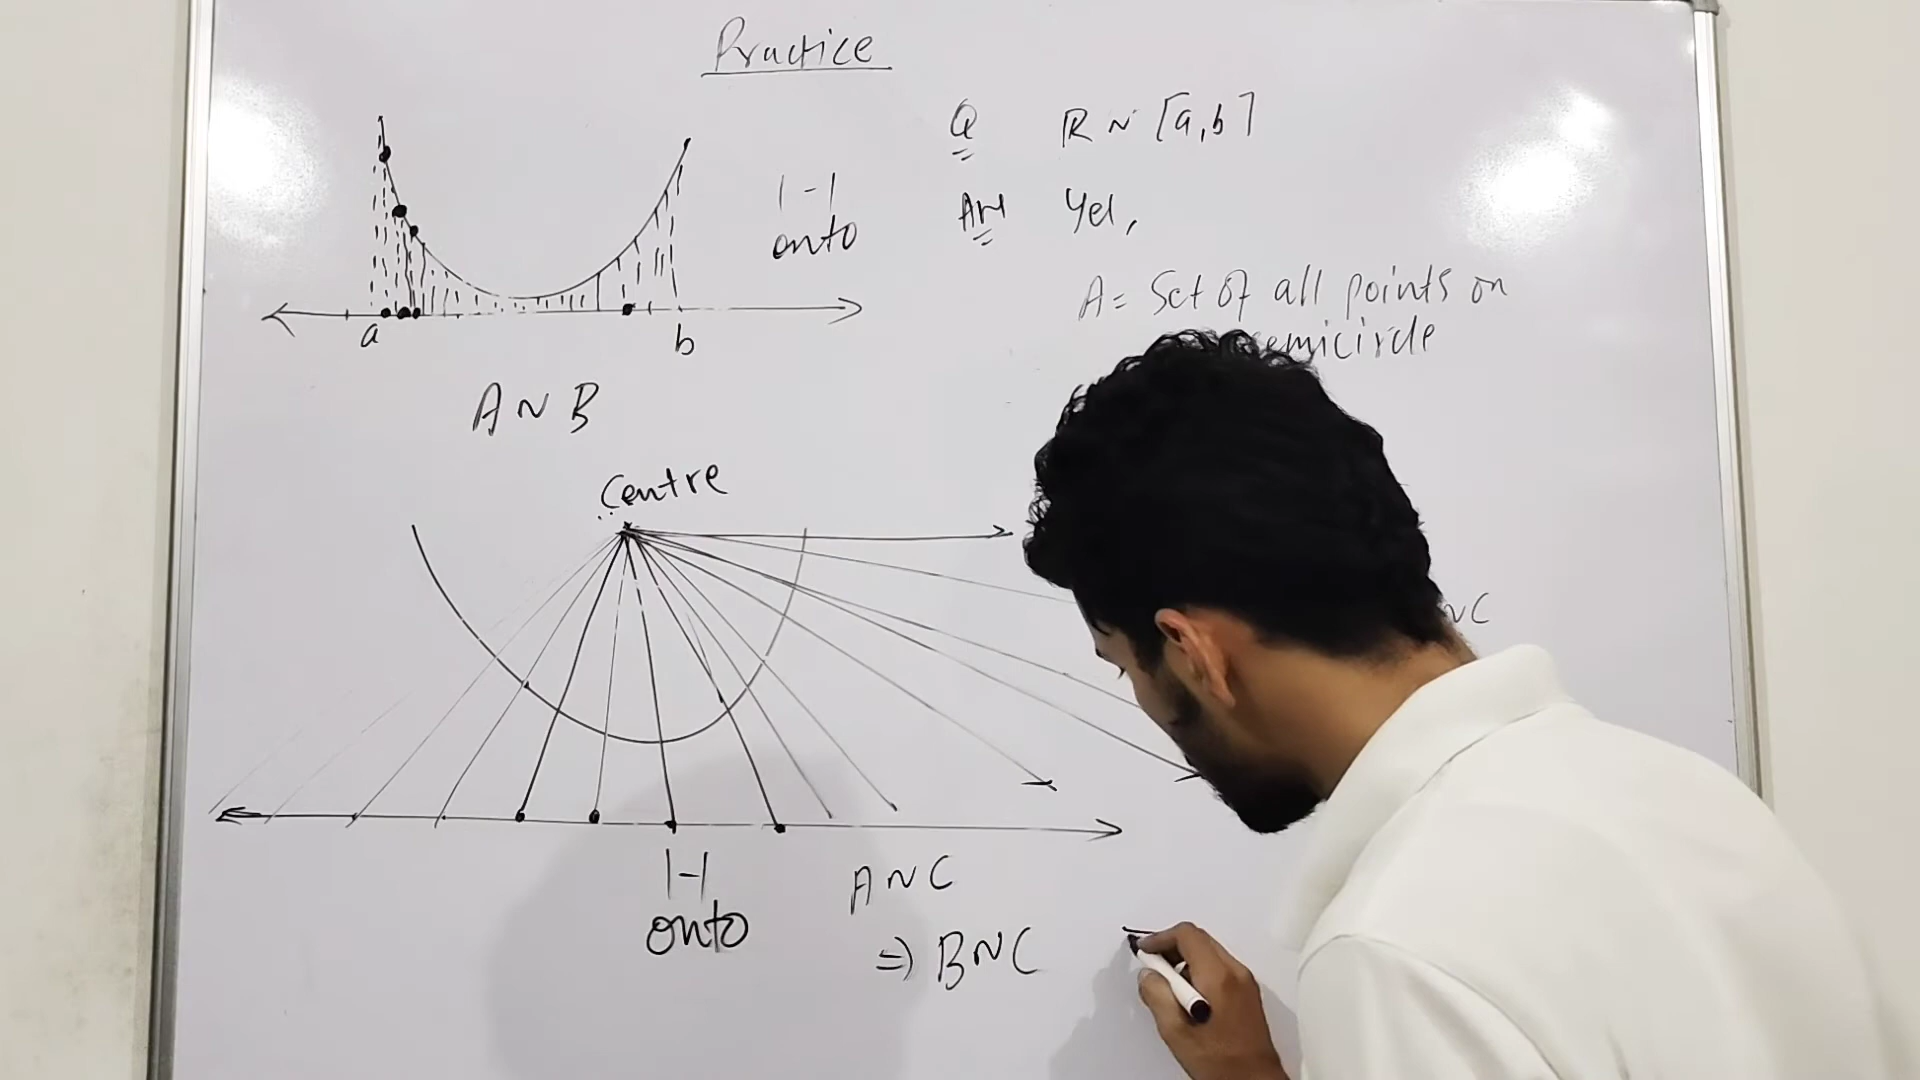 Practice
Q R ~ [a,b]
Ans Yes,
1-1
onto
A = Set of all points on
semicircle
a b
A ~ B
Centre
~C
1-1
onto
A ~ C
=> B ~ C